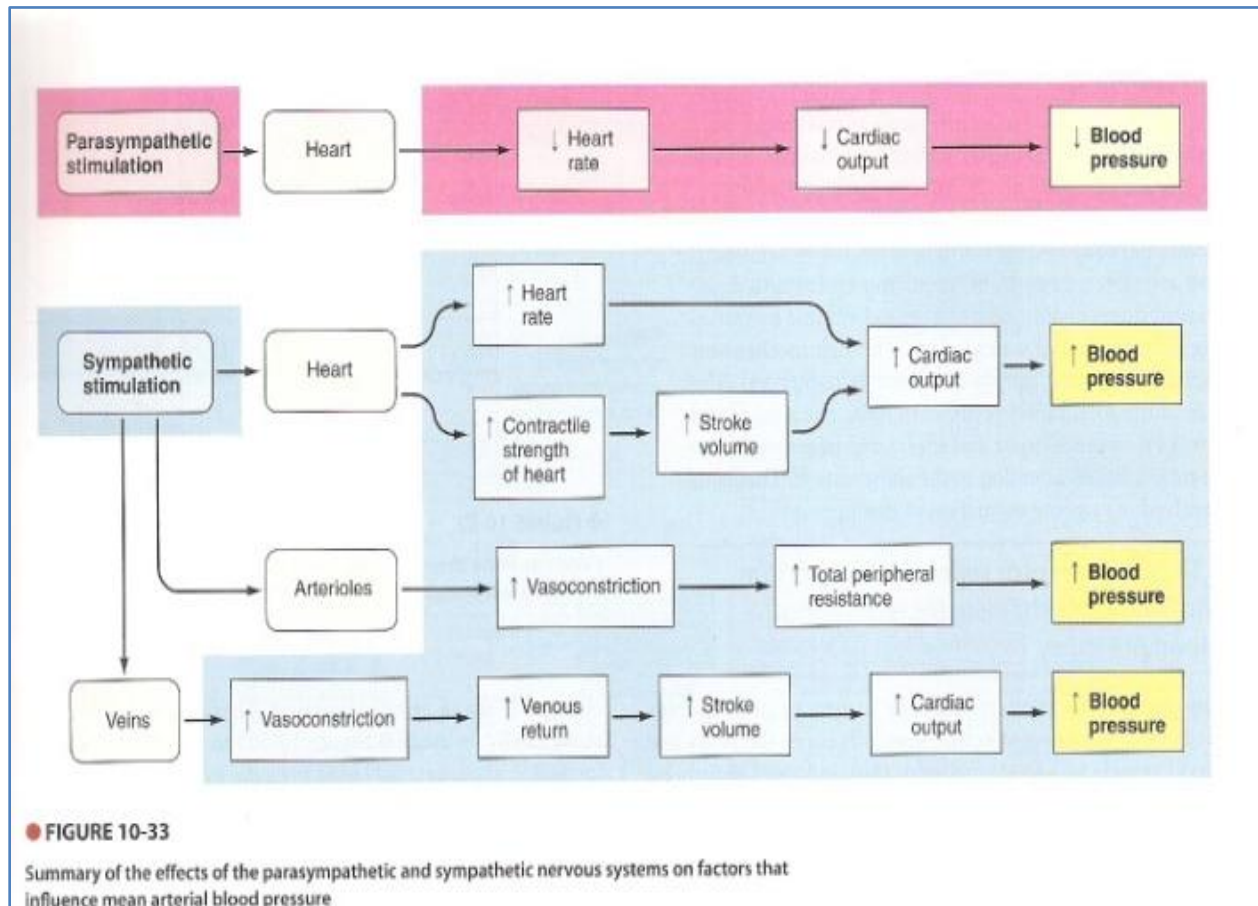 Parasympathetic
stimulation
Heart
↓ Heart
rate
↓ Cardiac
output
↓ Blood
pressure
Sympathetic
stimulation
Heart
↑ Heart
rate
↑ Contractile
strength
of heart
↑ Stroke
volume
↑ Cardiac
output
↑ Blood
pressure
Arterioles
↑ Vasoconstriction
↑ Total peripheral
resistance
↑ Blood
pressure
Veins
↑ Vasoconstriction
↑ Venous
return
↑ Stroke
volume
↑ Cardiac
output
↑ Blood
pressure
● FIGURE 10-33
Summary of the effects of the parasympathetic and sympathetic nervous systems on factors that
influence mean arterial blood pressure